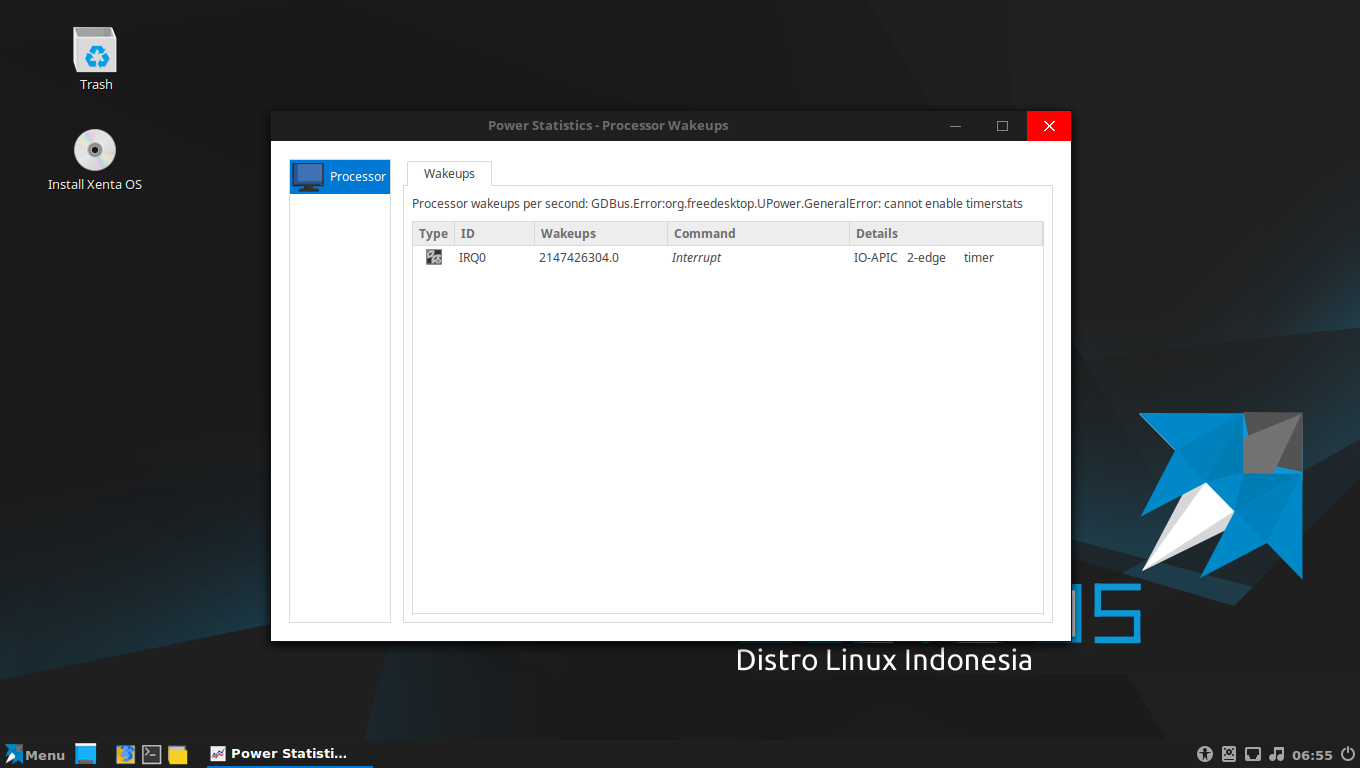 Trash
Install Xenta OS
Power Statistics - Processor Wakeups
Processor
Wakeups
Processor wakeups per second: GDBus.Error:org.freedesktop.UPower.GeneralError: cannot enable timerstats
Type ID Wakeups Command Details
IRQ0 2147426304.0 Interrupt IO-APIC 2-edge timer
OS
Distro Linux Indonesia
Menu Power Statisti... 06:55